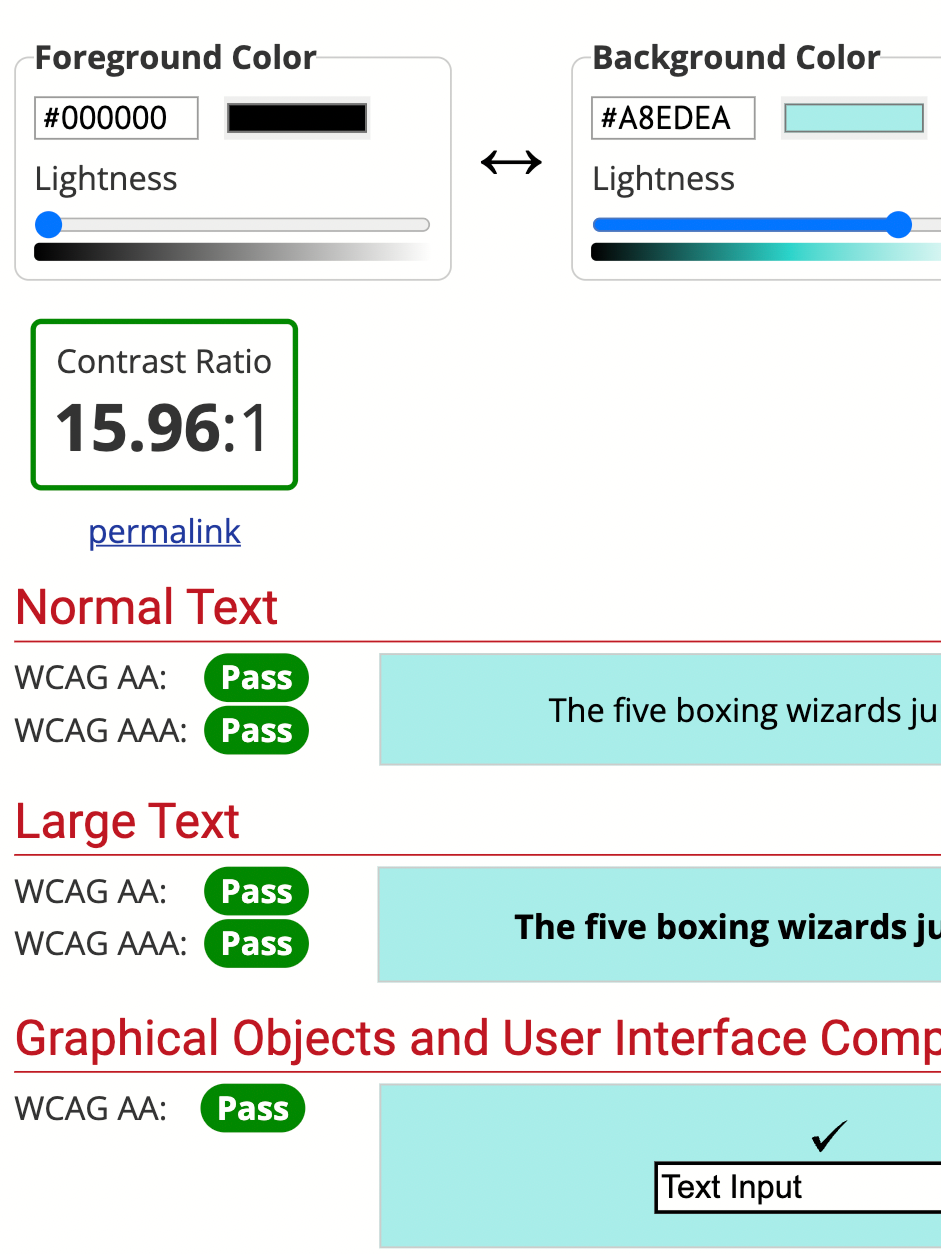 Foreground Color
#000000
Lightness
Background Color
#A8EDEA
Lightness
Contrast Ratio
15.96:1
permalink
Normal Text
WCAG AA: Pass
WCAG AAA: Pass
The five boxing wizards ju
Large Text
WCAG AA: Pass
WCAG AAA: Pass
The five boxing wizards ju
Graphical Objects and User Interface Comp
WCAG AA: Pass
✓
Text Input